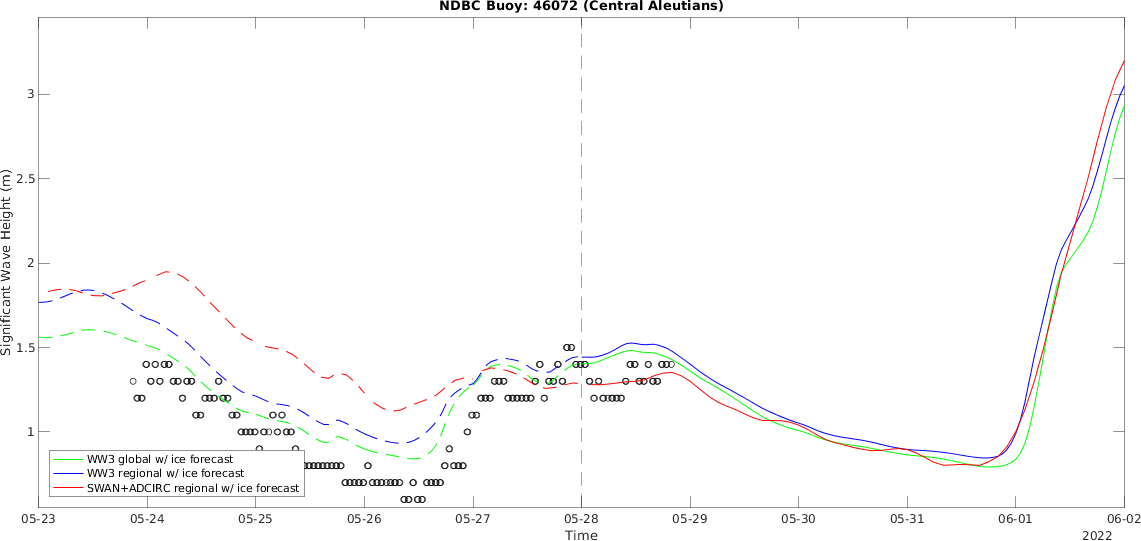 NDBC Buoy: 46072 (Central Aleutians)
Significant Wave Height (m)
3
2.5
2
1.5
1
WW3 global w/ ice forecast
WW3 regional w/ ice forecast
SWAN+ADCIRC regional w/ ice forecast
05-23 05-24 05-25 05-26 05-27 05-28 05-29 05-30 05-31 06-01 06-02
Time
2022